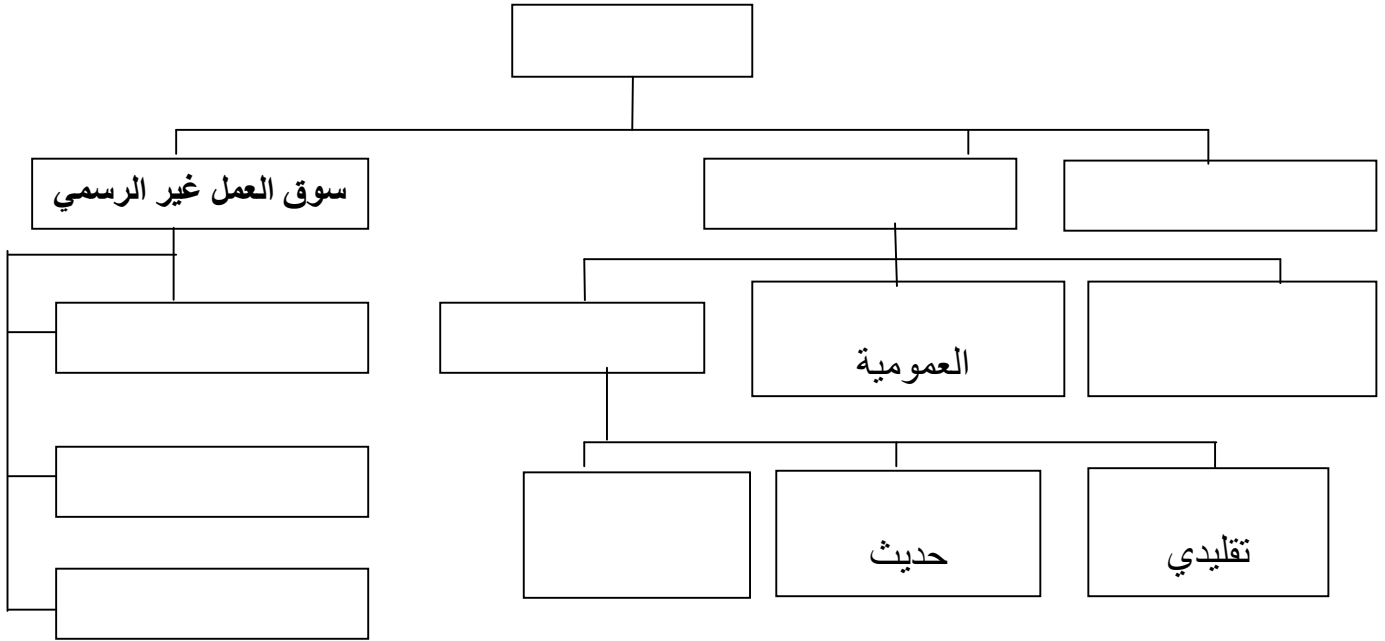 سوق العمل غير الرسمي
العمومية
تقليدي
حديث